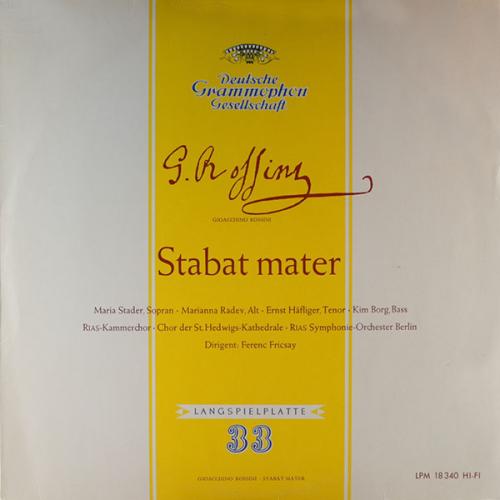 Deutsche
Grammophon
Gesellschaft
G. Rossini
GIOACCHINO ROSSINI
Stabat mater
Maria Stader, Sopran · Marianna Radev, Alt · Ernst Häfliger, Tenor · Kim Borg, Bass
RIAS-Kammerchor · Chor der St. Hedwigs-Kathedrale · RIAS Symphonie-Orchester Berlin
Dirigent: Ferenc Fricsay
LANGSPIELPLATTE
33
GIOACCHINO ROSSINI · STABAT MATER
LPM 18 340 HI-FI